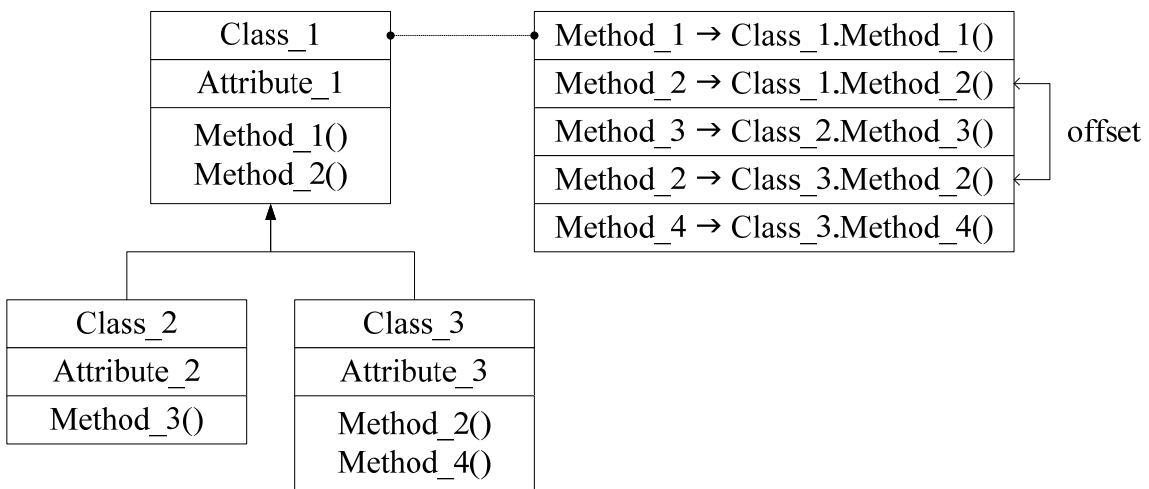 Class_1
Attribute_1
Method_1()
Method_2()
Method_1 → Class_1.Method_1()
Method_2 → Class_1.Method_2()
Method_3 → Class_2.Method_3()
Method_2 → Class_3.Method_2()
Method_4 → Class_3.Method_4()
offset
Class_2
Attribute_2
Method_3()
Class_3
Attribute_3
Method_2()
Method_4()